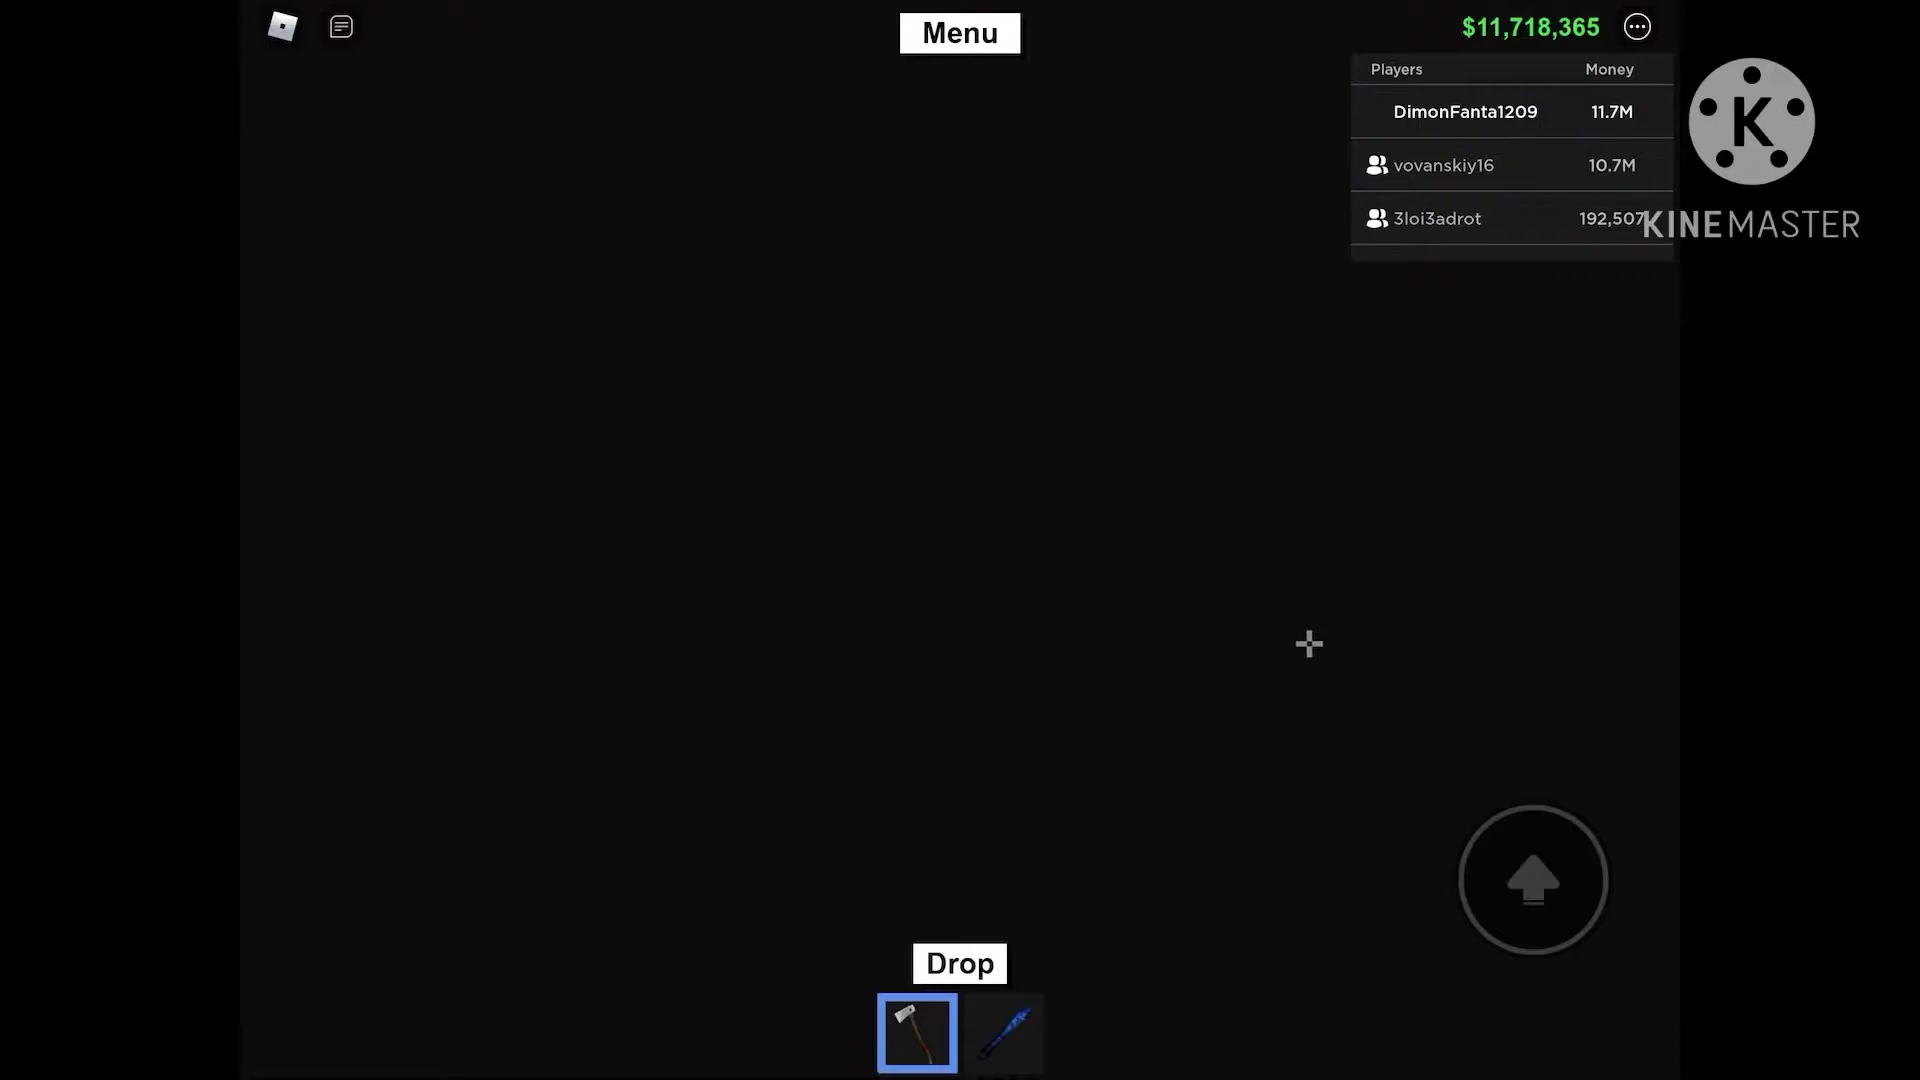 Menu
$11,718,365
Players Money
DimonFanta1209 11.7M
vovanskiy16 10.7M
3loi3adrot 192,507
K
KINEMASTER
Drop